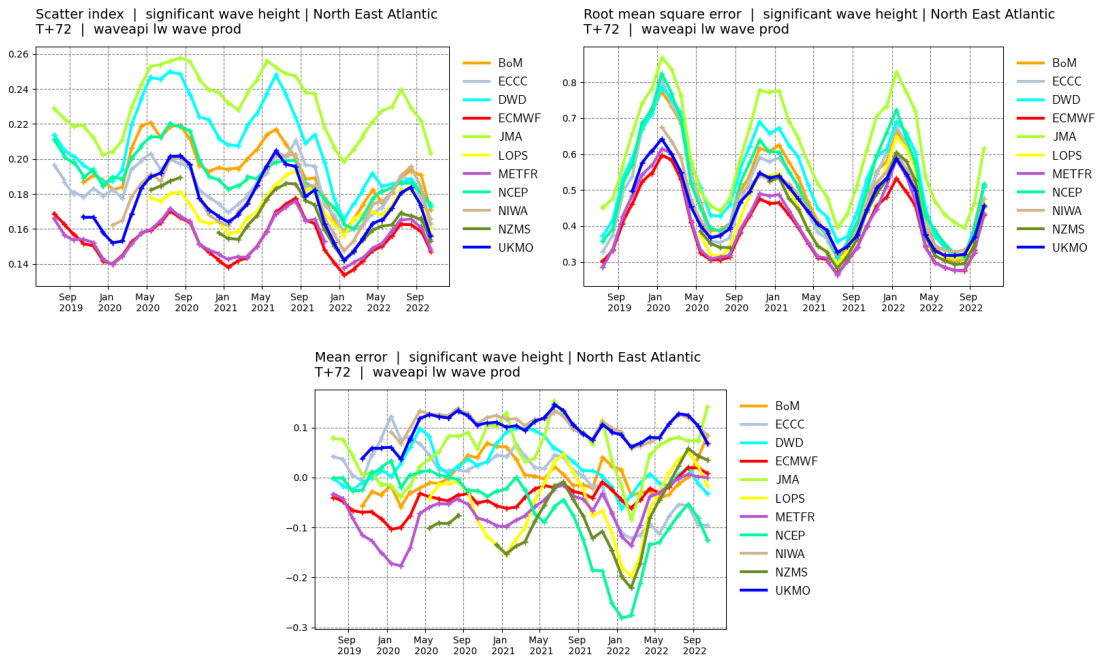 Scatter index | significant wave height | North East Atlantic
T+72 | waveapi lw wave prod
0.26
0.24
0.22
0.20
0.18
0.16
0.14
Sep
2019
Jan
2020
May
2020
Sep
2020
Jan
2021
May
2021
Sep
2021
Jan
2022
May
2022
Sep
2022
BoM
ECCC
DWD
ECMWF
JMA
LOPS
METFR
NCEP
NIWA
NZMS
UKMO
Root mean square error | significant wave height | North East Atlantic
T+72 | waveapi lw wave prod
0.8
0.7
0.6
0.5
0.4
0.3
Sep
2019
Jan
2020
May
2020
Sep
2020
Jan
2021
May
2021
Sep
2021
Jan
2022
May
2022
Sep
2022
BoM
ECCC
DWD
ECMWF
JMA
LOPS
METFR
NCEP
NIWA
NZMS
UKMO
Mean error | significant wave height | North East Atlantic
T+72 | waveapi lw wave prod
0.1
0.0
−0.1
−0.2
−0.3
Sep
2019
Jan
2020
May
2020
Sep
2020
Jan
2021
May
2021
Sep
2021
Jan
2022
May
2022
Sep
2022
BoM
ECCC
DWD
ECMWF
JMA
LOPS
METFR
NCEP
NIWA
NZMS
UKMO